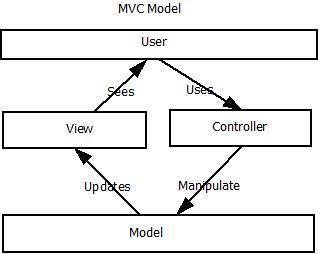 MVC Model
User
Sees
Uses
View
Controller
Updates
Manipulate
Model